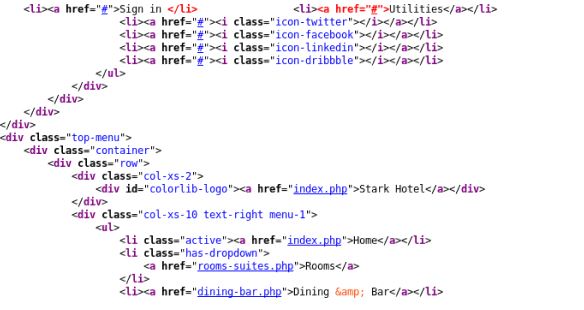 <li><a href="#">Sign in </li> <li><a href="#">Utilities</a></li>
<li><a href="#"><i class="icon-twitter"></i></a></li>
<li><a href="#"><i class="icon-facebook"></i></a></li>
<li><a href="#"><i class="icon-linkedin"></i></a></li>
<li><a href="#"><i class="icon-dribbble"></i></a></li>
</ul>
</div>
</div>
</div>
</div>
<div class="top-menu">
<div class="container">
<div class="row">
<div class="col-xs-2">
<div id="colorlib-logo"><a href="index.php">Stark Hotel</a></div>
</div>
<div class="col-xs-10 text-right menu-1">
<ul>
<li class="active"><a href="index.php">Home</a></li>
<li class="has-dropdown">
<a href="rooms-suites.php">Rooms</a>
</li>
<li><a href="dining-bar.php">Dining &amp; Bar</a></li>